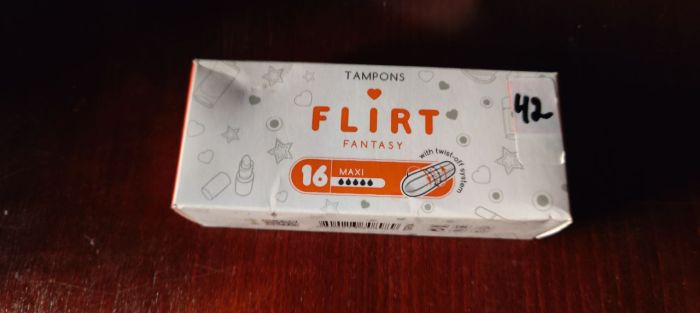 TAMPONS
FLIRT
FANTASY
42
16 MAXI
with twist-off system